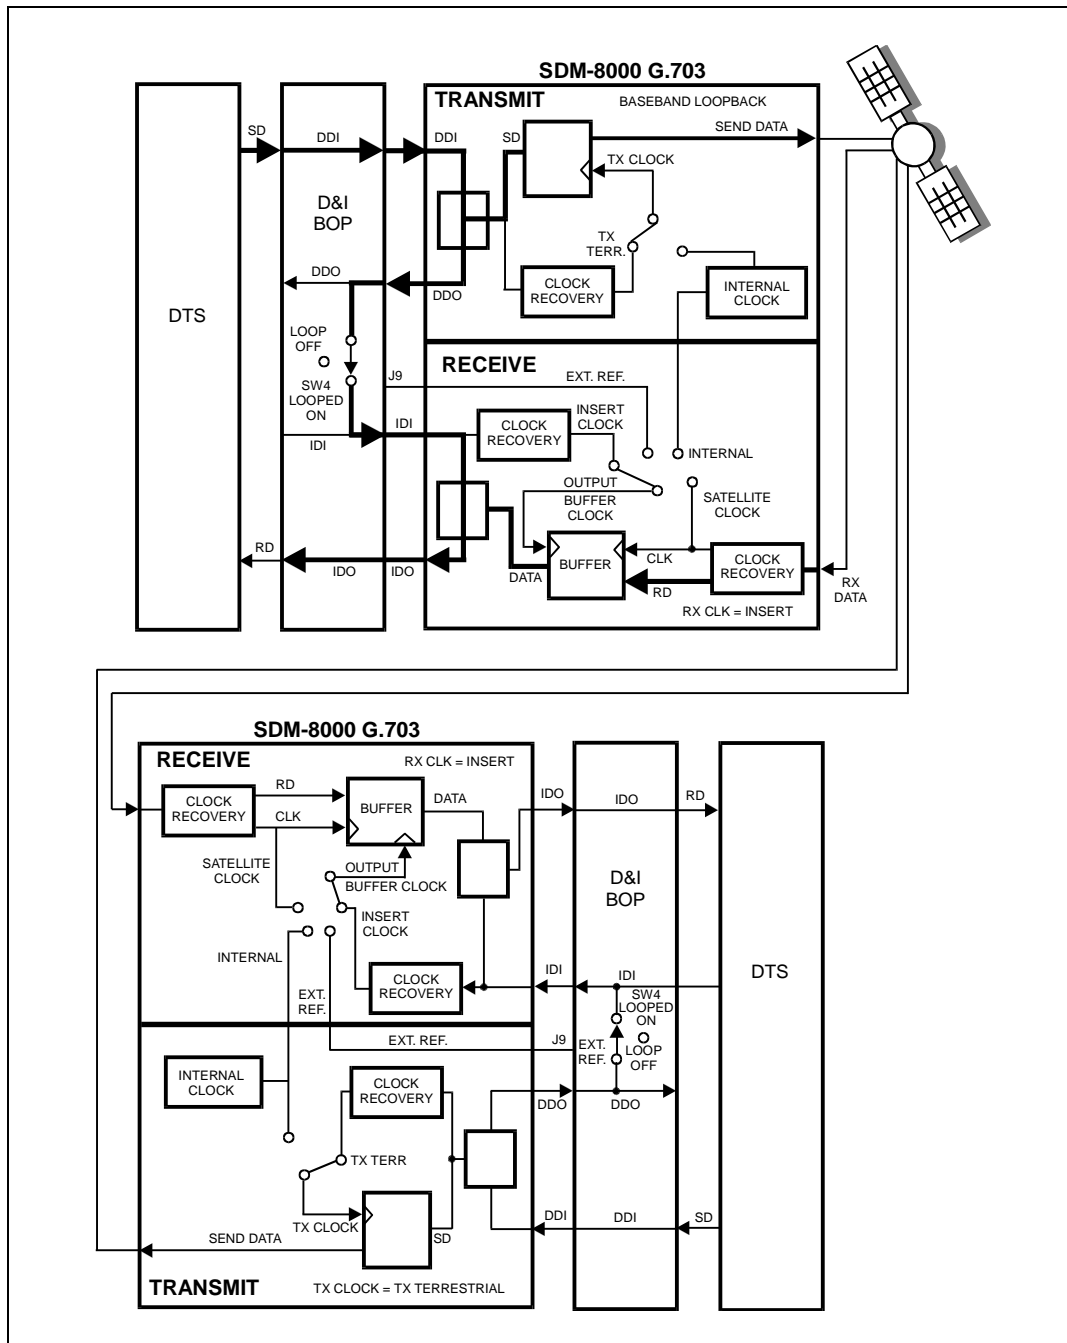 SDM-8000 G.703
TRANSMIT
BASEBAND LOOPBACK
SD
DDI
DDI
SD
SEND DATA
TX CLOCK
D&I
BOP
TX
TERR.
DDO
DDO
CLOCK
RECOVERY
INTERNAL
CLOCK
DTS
LOOP
OFF
RECEIVE
SW4
LOOPED
ON
J9
EXT. REF.
IDI
IDI
CLOCK
RECOVERY
INSERT
CLOCK
INTERNAL
OUTPUT
BUFFER
CLOCK
SATELLITE
CLOCK
RD
IDO
IDO
DATA
BUFFER
CLK
RD
CLOCK
RECOVERY
RX
DATA
RX CLK = INSERT
SDM-8000 G.703
RECEIVE
RX CLK = INSERT
CLOCK
RECOVERY
RD
CLK
BUFFER
DATA
IDO
IDO
RD
SATELLITE
CLOCK
OUTPUT
BUFFER CLOCK
D&I
BOP
INSERT
CLOCK
INTERNAL
EXT.
REF.
CLOCK
RECOVERY
IDI
IDI
DTS
SW4
LOOPED
ON
EXT. REF.
J9
EXT.
REF.
LOOP
OFF
INTERNAL
CLOCK
CLOCK
RECOVERY
DDO
DDO
TX TERR
TX CLOCK
SD
DDI
DDI
SD
SEND DATA
TRANSMIT
TX CLOCK = TX TERRESTRIAL